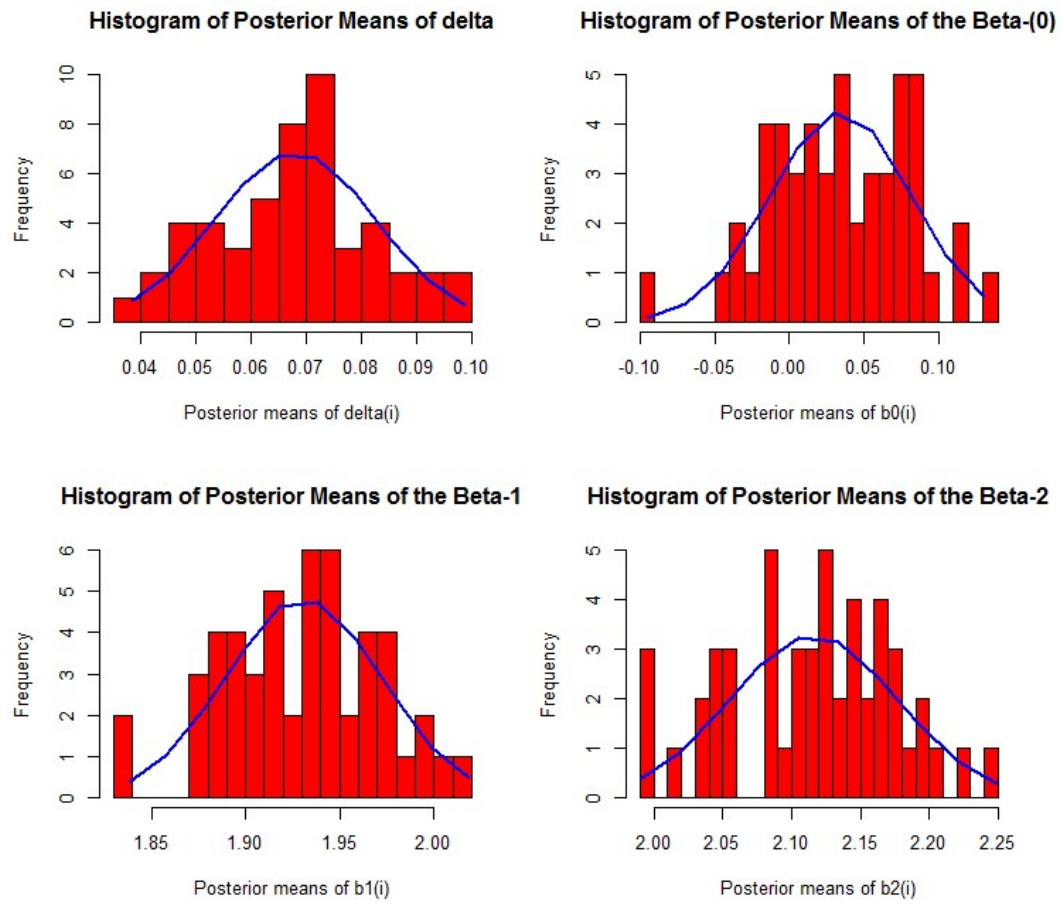 Histogram of Posterior Means of delta
Frequency
0
2
4
6
8
10
0.04 0.05 0.06 0.07 0.08 0.09 0.10
Posterior means of delta(i)
Histogram of Posterior Means of the Beta-(0)
Frequency
0
1
2
3
4
5
-0.10 -0.05 0.00 0.05 0.10
Posterior means of b0(i)
Histogram of Posterior Means of the Beta-1
Frequency
0
1
2
3
4
5
6
1.85 1.90 1.95 2.00
Posterior means of b1(i)
Histogram of Posterior Means of the Beta-2
Frequency
0
1
2
3
4
5
2.00 2.05 2.10 2.15 2.20 2.25
Posterior means of b2(i)